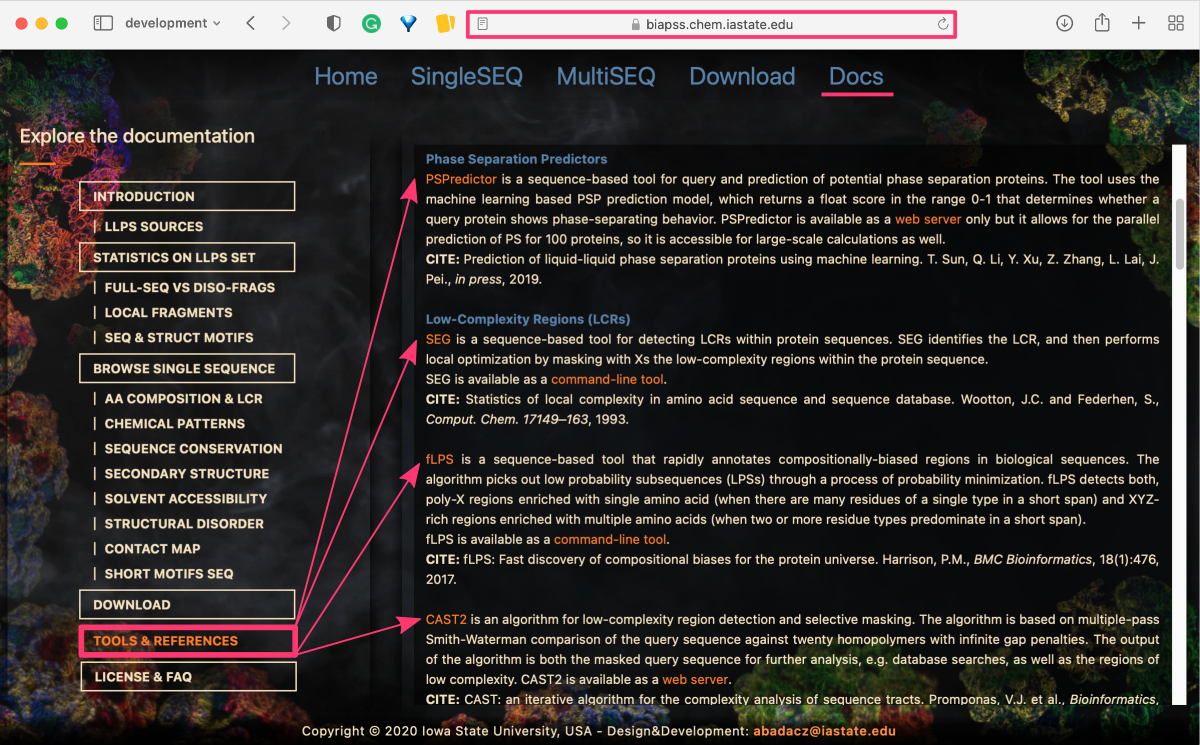 development
biapss.chem.iastate.edu
Home SingleSEQ MultiSEQ Download Docs
Explore the documentation
INTRODUCTION
| LLPS SOURCES
STATISTICS ON LLPS SET
| FULL-SEQ VS DISO-FRAGS
| LOCAL FRAGMENTS
| SEQ & STRUCT MOTIFS
BROWSE SINGLE SEQUENCE
| AA COMPOSITION & LCR
| CHEMICAL PATTERNS
| SEQUENCE CONSERVATION
| SECONDARY STRUCTURE
| SOLVENT ACCESSIBILITY
| STRUCTURAL DISORDER
| CONTACT MAP
| SHORT MOTIFS SEQ
DOWNLOAD
TOOLS & REFERENCES
LICENSE & FAQ
Phase Separation Predictors
PSPredictor is a sequence-based tool for query and prediction of potential phase separation proteins. The tool uses the
machine learning based PSP prediction model, which returns a float score in the range 0-1 that determines whether a
query protein shows phase-separating behavior. PSPredictor is available as a web server only but it allows for the parallel
prediction of PS for 100 proteins, so it is accessible for large-scale calculations as well.
CITE: Prediction of liquid-liquid phase separation proteins using machine learning. T. Sun, Q. Li, Y. Xu, Z. Zhang, L. Lai, J.
Pei., in press, 2019.
Low-Complexity Regions (LCRs)
SEG is a sequence-based tool for detecting LCRs within protein sequences. SEG identifies the LCR, and then performs
local optimization by masking with Xs the low-complexity regions within the protein sequence.
SEG is available as a command-line tool.
CITE: Statistics of local complexity in amino acid sequence and sequence database. Wootton, J.C. and Federhen, S.,
Comput. Chem. 17149–163, 1993.
fLPS is a sequence-based tool that rapidly annotates compositionally-biased regions in biological sequences. The
algorithm picks out low probability subsequences (LPSs) through a process of probability minimization. fLPS detects both,
poly-X regions enriched with single amino acid (when there are many residues of a single type in a short span) and XYZ-
rich regions enriched with multiple amino acids (when two or more residue types predominate in a short span).
fLPS is available as a command-line tool.
CITE: fLPS: Fast discovery of compositional biases for the protein universe. Harrison, P.M., BMC Bioinformatics, 18(1):476,
2017.
CAST2 is an algorithm for low-complexity region detection and selective masking. The algorithm is based on multiple-pass
Smith-Waterman comparison of the query sequence against twenty homopolymers with infinite gap penalties. The output
of the algorithm is both the masked query sequence for further analysis, e.g. database searches, as well as the regions of
low complexity. CAST2 is available as a web server.
CITE: CAST: an iterative algorithm for the complexity analysis of sequence tracts. Promponas, V.J. et al., Bioinformatics,
Copyright © 2020 Iowa State University, USA - Design&Development: abadacz@iastate.edu